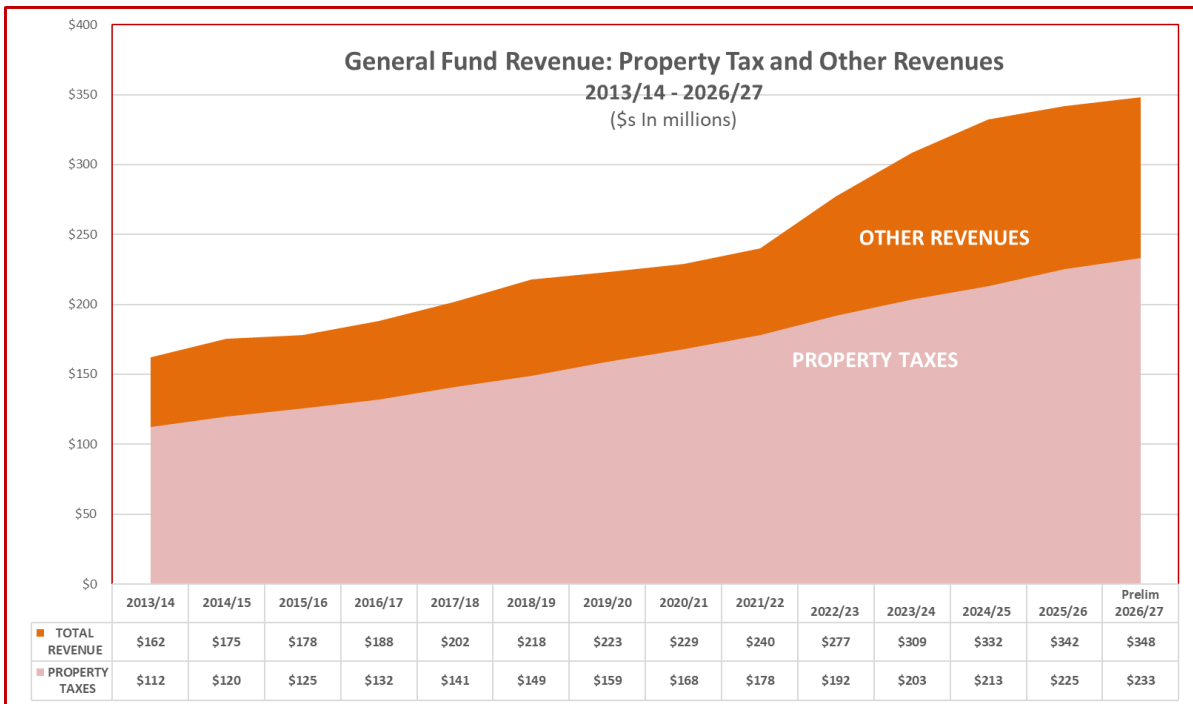 General Fund Revenue: Property Tax and Other Revenues
2013/14 - 2026/27
($s In millions)
$400
$350
$300
$250
$200
$150
$100
$50
$0
OTHER REVENUES
PROPERTY TAXES
2013/14 2014/15 2015/16 2016/17 2017/18 2018/19 2019/20 2020/21 2021/22 2022/23 2023/24 2024/25 2025/26 Prelim 2026/27
TOTAL REVENUE $162 $175 $178 $188 $202 $218 $223 $229 $240 $277 $309 $332 $342 $348
PROPERTY TAXES $112 $120 $125 $132 $141 $149 $159 $168 $178 $192 $203 $213 $225 $233